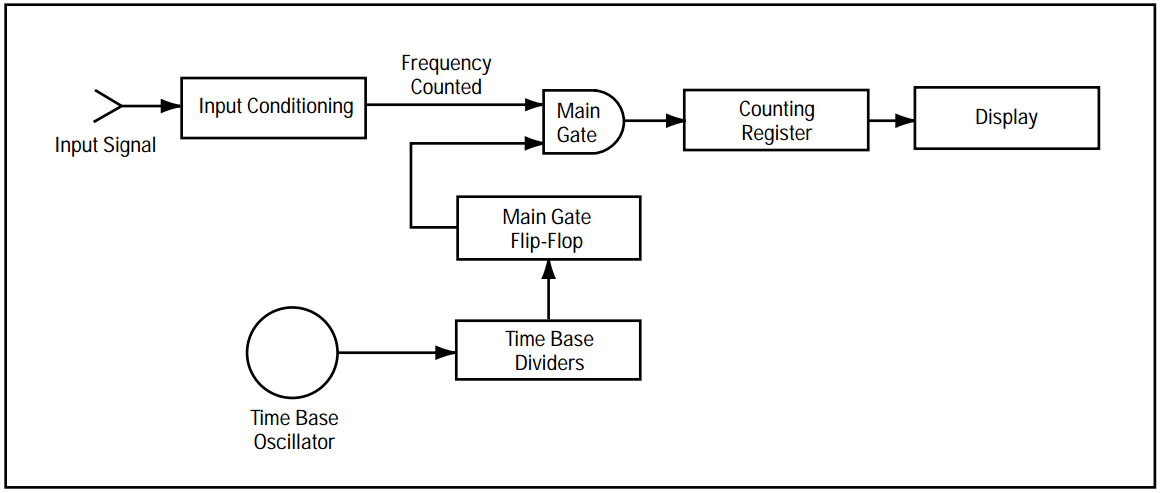 Frequency
Counted
Input Conditioning
Main
Gate
Counting
Register
Display
Input Signal
Main Gate
Flip-Flop
Time Base
Dividers
Time Base
Oscillator